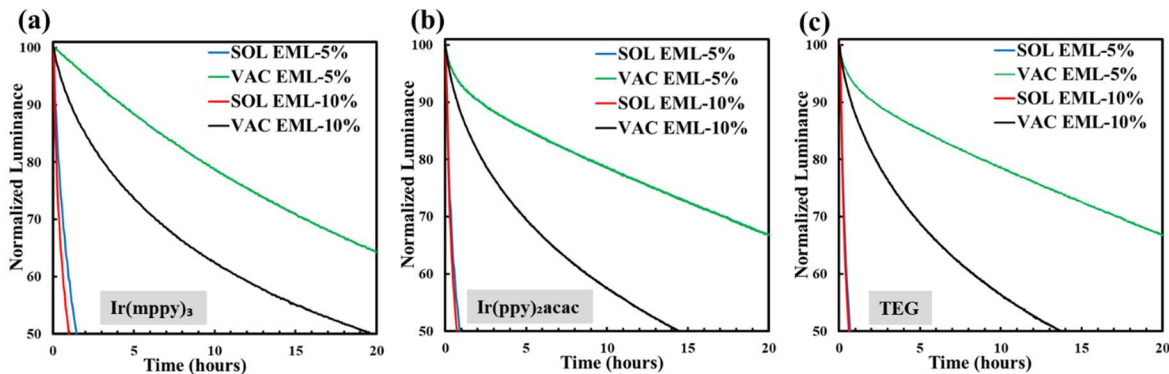 (a)
Normalized Luminance
100
90
80
70
60
50
0 5 10 15 20
Time (hours)
SOL EML-5%
VAC EML-5%
SOL EML-10%
VAC EML-10%
Ir(mppy)₃
(b)
Normalized Luminance
100
90
80
70
60
50
0 5 10 15 20
Time (hours)
SOL EML-5%
VAC EML-5%
SOL EML-10%
VAC EML-10%
Ir(ppy)₂acac
(c)
Normalized Luminance
100
90
80
70
60
50
0 5 10 15 20
Time (hours)
SOL EML-5%
VAC EML-5%
SOL EML-10%
VAC EML-10%
TEG